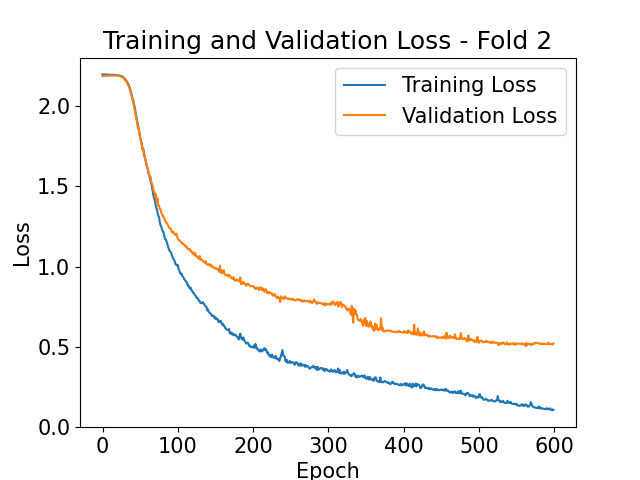 Training and Validation Loss - Fold 2
Training Loss
Validation Loss
Loss
2.0
1.5
1.0
0.5
0.0
0 100 200 300 400 500 600
Epoch